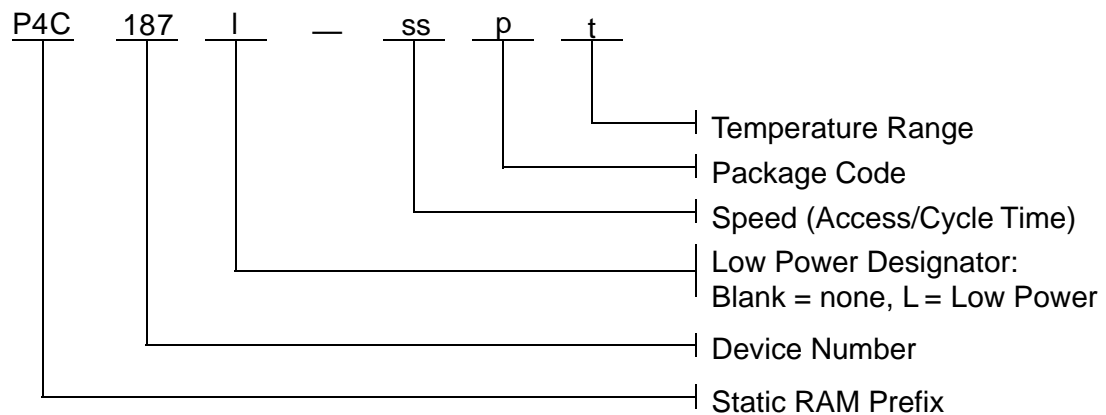 P4C 187 l — ss p t
Temperature Range
Package Code
Speed (Access/Cycle Time)
Low Power Designator:
Blank = none, L = Low Power
Device Number
Static RAM Prefix